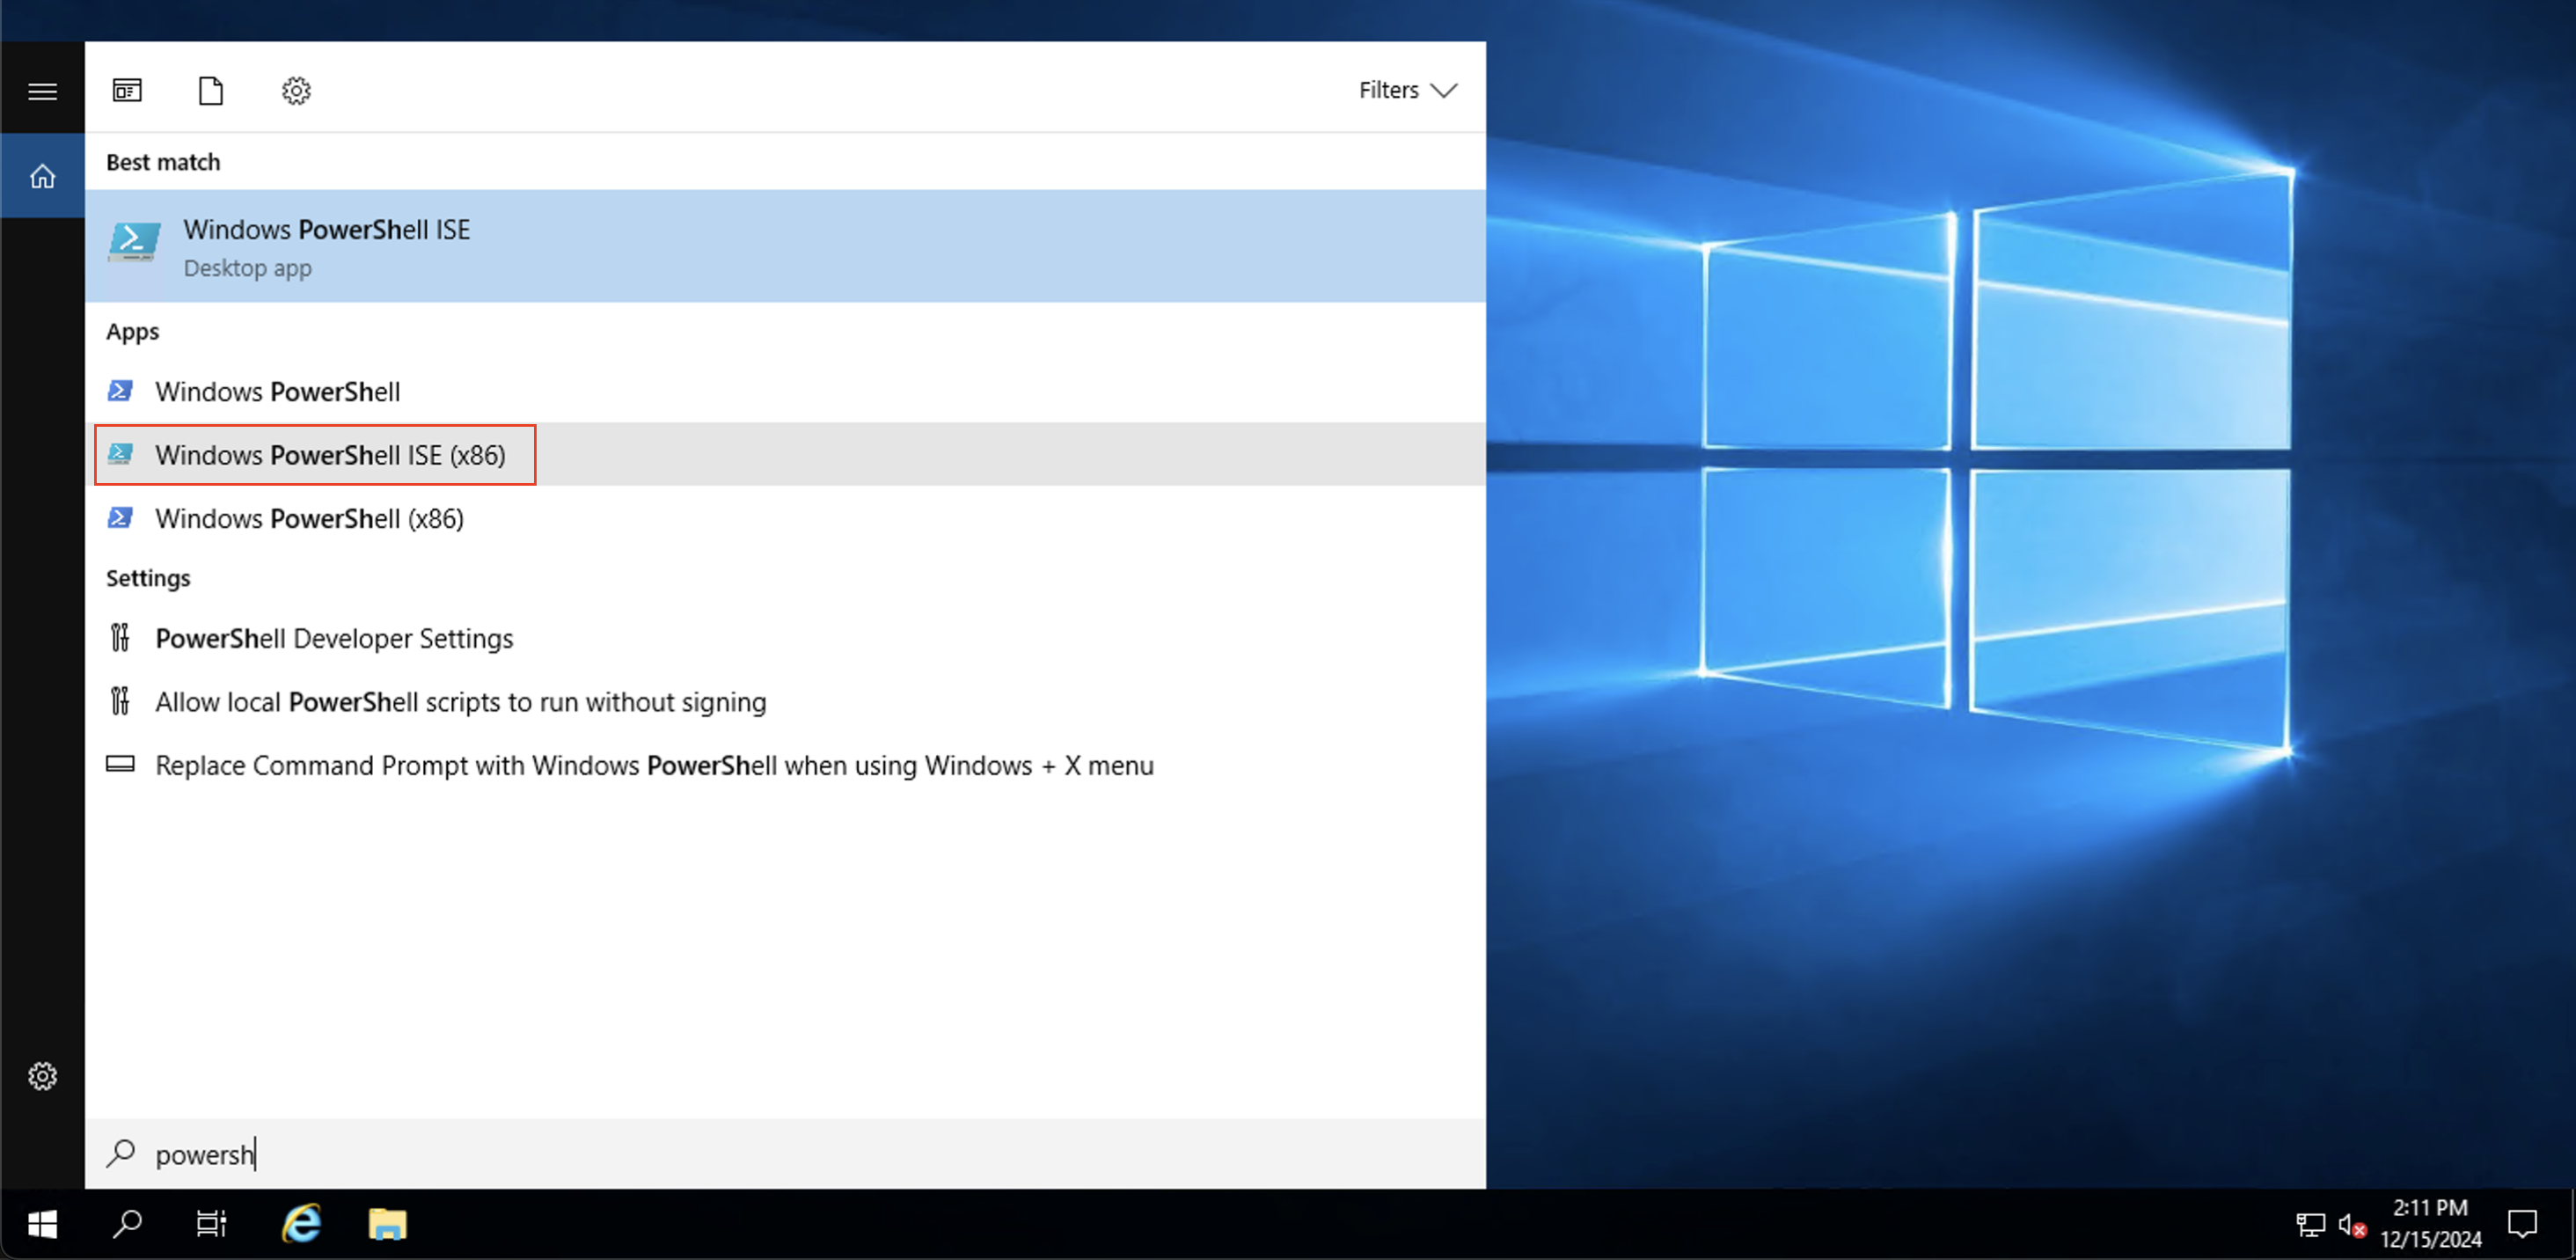 Filters
Best match
Windows PowerShell ISE
Desktop app
Apps
Windows PowerShell
Windows PowerShell ISE (x86)
Windows PowerShell (x86)
Settings
PowerShell Developer Settings
Allow local PowerShell scripts to run without signing
Replace Command Prompt with Windows PowerShell when using Windows + X menu
powersh
2:11 PM
12/15/2024